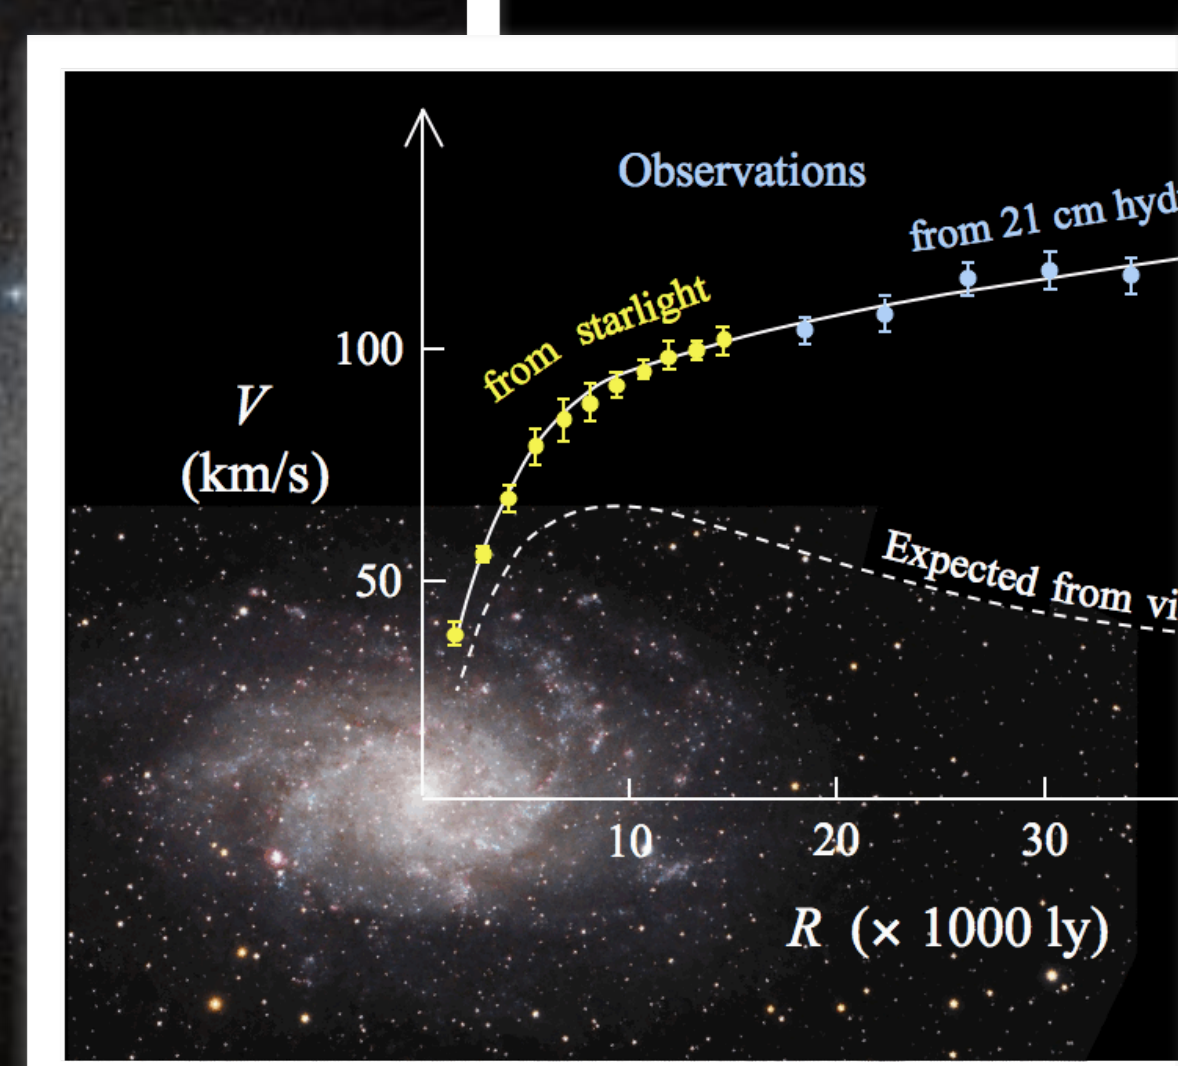 Observations
from 21 cm hyd
from starlight
100
V
(km/s)
50
Expected from vi
10
20
30
R (× 1000 ly)